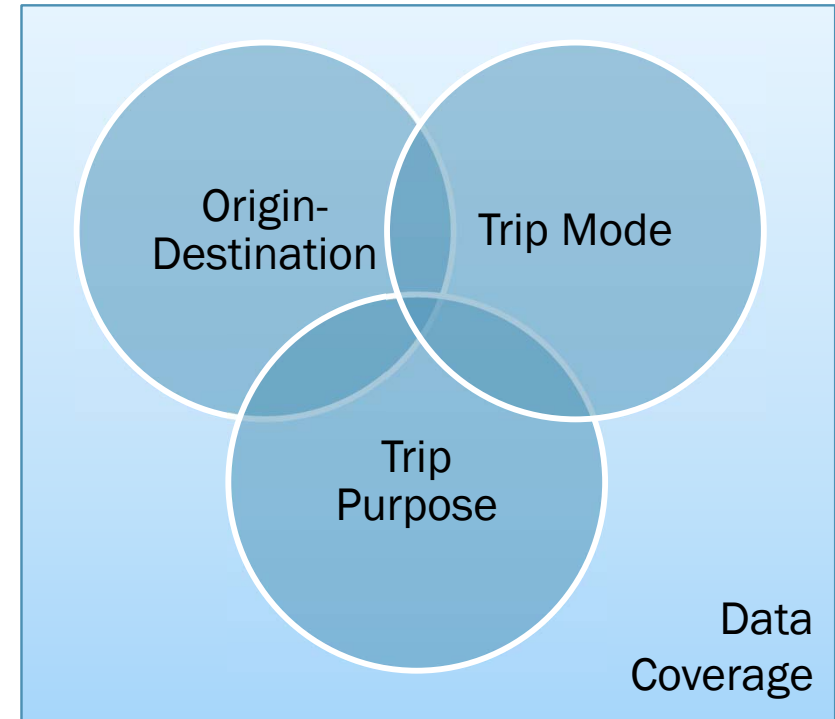 Origin-
Destination
Trip Mode
Trip
Purpose
Data
Coverage